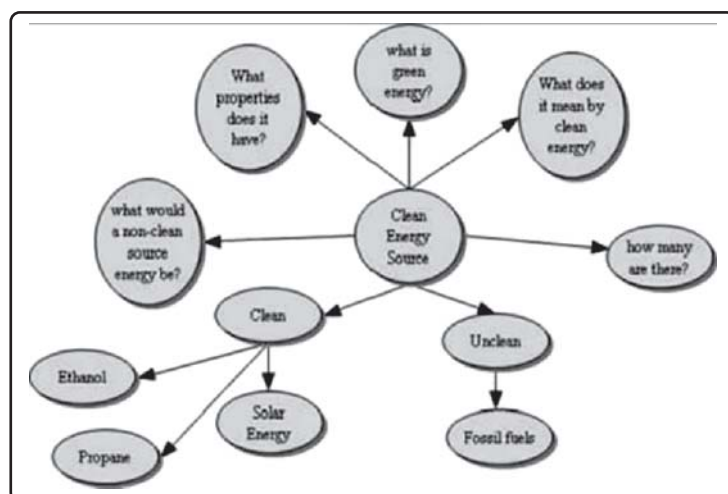 what is
green
energy?
What
properties
does it
have?
What does
it mean by
clean
energy?
what would
a non-clean
source
energy be?
Clean
Energy
Source
how many
are there?
Clean
Unclean
Ethanol
Solar
Energy
Fossil fuels
Propane